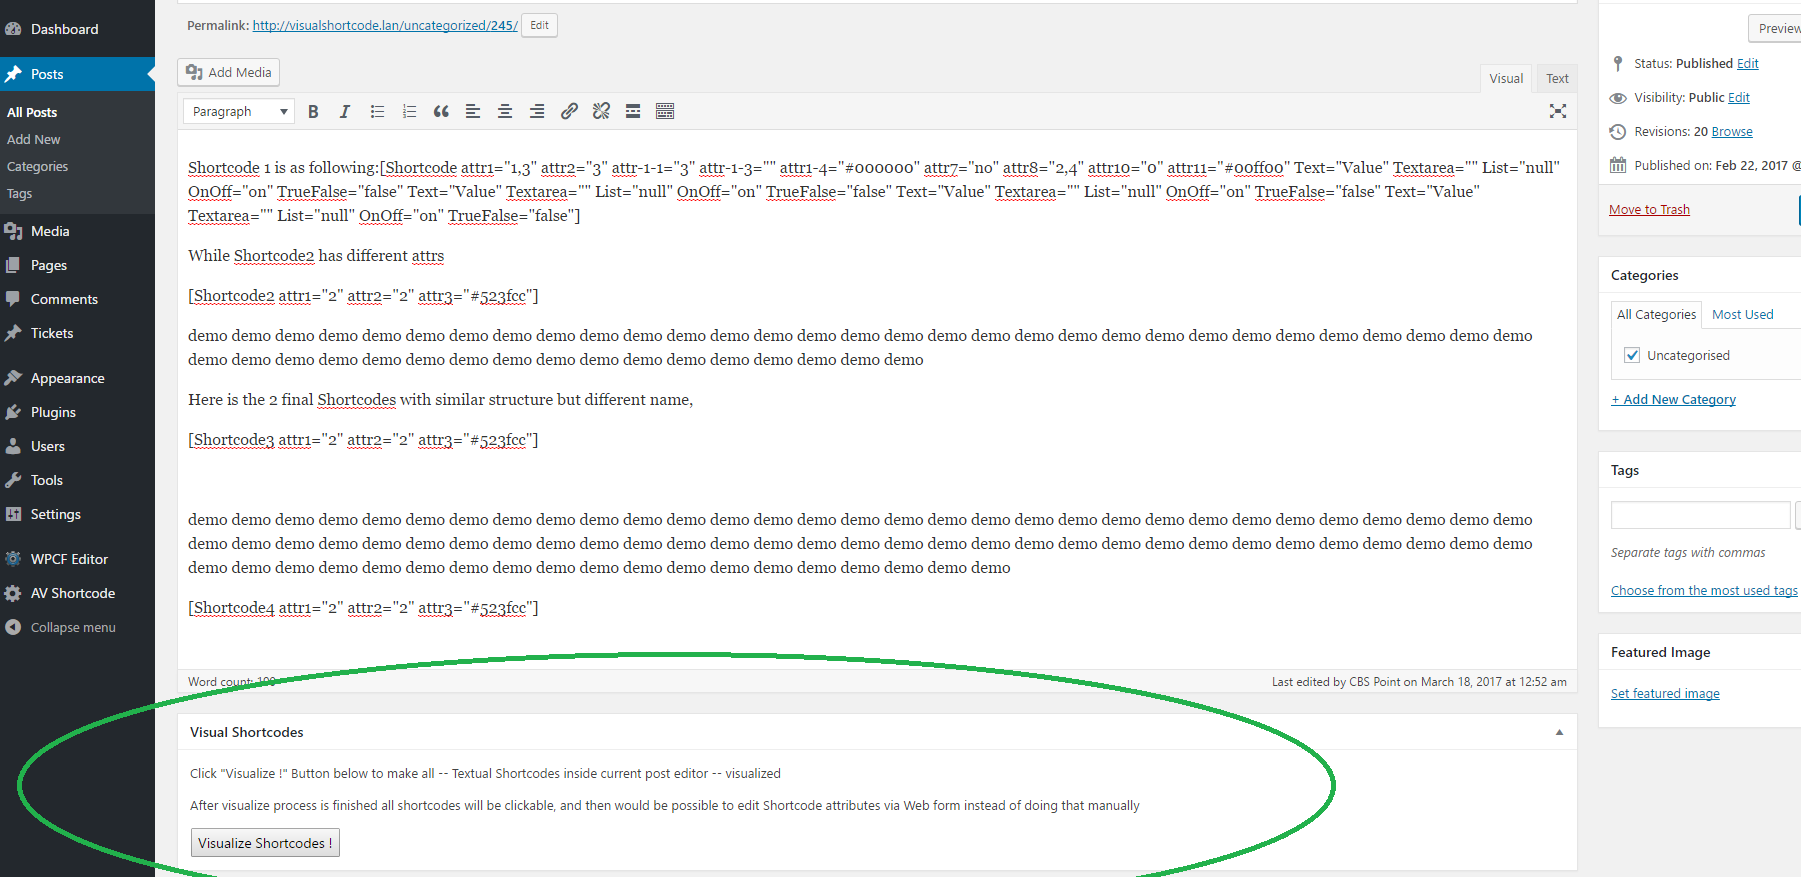 Dashboard
Posts
All Posts
Add New
Categories
Tags
Media
Pages
Comments
Tickets
Appearance
Plugins
Users
Tools
Settings
WPCF Editor
AV Shortcode
Collapse menu
Permalink: http://visualshortcode.lan/uncategorized/245/ Edit
Add Media
Visual Text
Paragraph
Shortcode 1 is as following:[Shortcode attr1="1,3" attr2="3" attr-1-1="3" attr-1-3="" attr1-4="#000000" attr7="no" attr8="2,4" attr10="0" attr11="#00ff00" Text="Value" Textarea="" List="null"
OnOff="on" TrueFalse="false" Text="Value" Textarea="" List="null" OnOff="on" TrueFalse="false" Text="Value" Textarea="" List="null" OnOff="on" TrueFalse="false" Text="Value"
Textarea="" List="null" OnOff="on" TrueFalse="false"]
While Shortcode2 has different attrs
[Shortcode2 attr1="2" attr2="2" attr3="#523fcc"]
demo demo demo demo demo demo demo demo demo demo demo demo demo demo demo demo demo demo demo demo demo demo demo demo demo demo demo demo demo demo demo
demo demo demo demo demo demo demo demo demo demo demo demo demo demo demo demo demo
Here is the 2 final Shortcodes with similar structure but different name,
[Shortcode3 attr1="2" attr2="2" attr3="#523fcc"]
demo demo demo demo demo demo demo demo demo demo demo demo demo demo demo demo demo demo demo demo demo demo demo demo demo demo demo demo demo demo demo
demo demo demo demo demo demo demo demo demo demo demo demo demo demo demo demo demo demo demo demo demo demo demo demo demo demo demo demo demo demo demo
demo demo demo demo demo demo demo demo demo demo demo demo demo demo demo demo demo demo demo
[Shortcode4 attr1="2" attr2="2" attr3="#523fcc"]
Word count: 100
Last edited by CBS Point on March 18, 2017 at 12:52 am
Visual Shortcodes
Click "Visualize !" Button below to make all -- Textual Shortcodes inside current post editor -- visualized
After visualize process is finished all shortcodes will be clickable, and then would be possible to edit Shortcode attributes via Web form instead of doing that manually
Visualize Shortcodes !
Preview
Status: Published Edit
Visibility: Public Edit
Revisions: 20 Browse
Published on: Feb 22, 2017 @
Move to Trash
Categories
All Categories Most Used
Uncategorised
+ Add New Category
Tags
Separate tags with commas
Choose from the most used tags
Featured Image
Set featured image